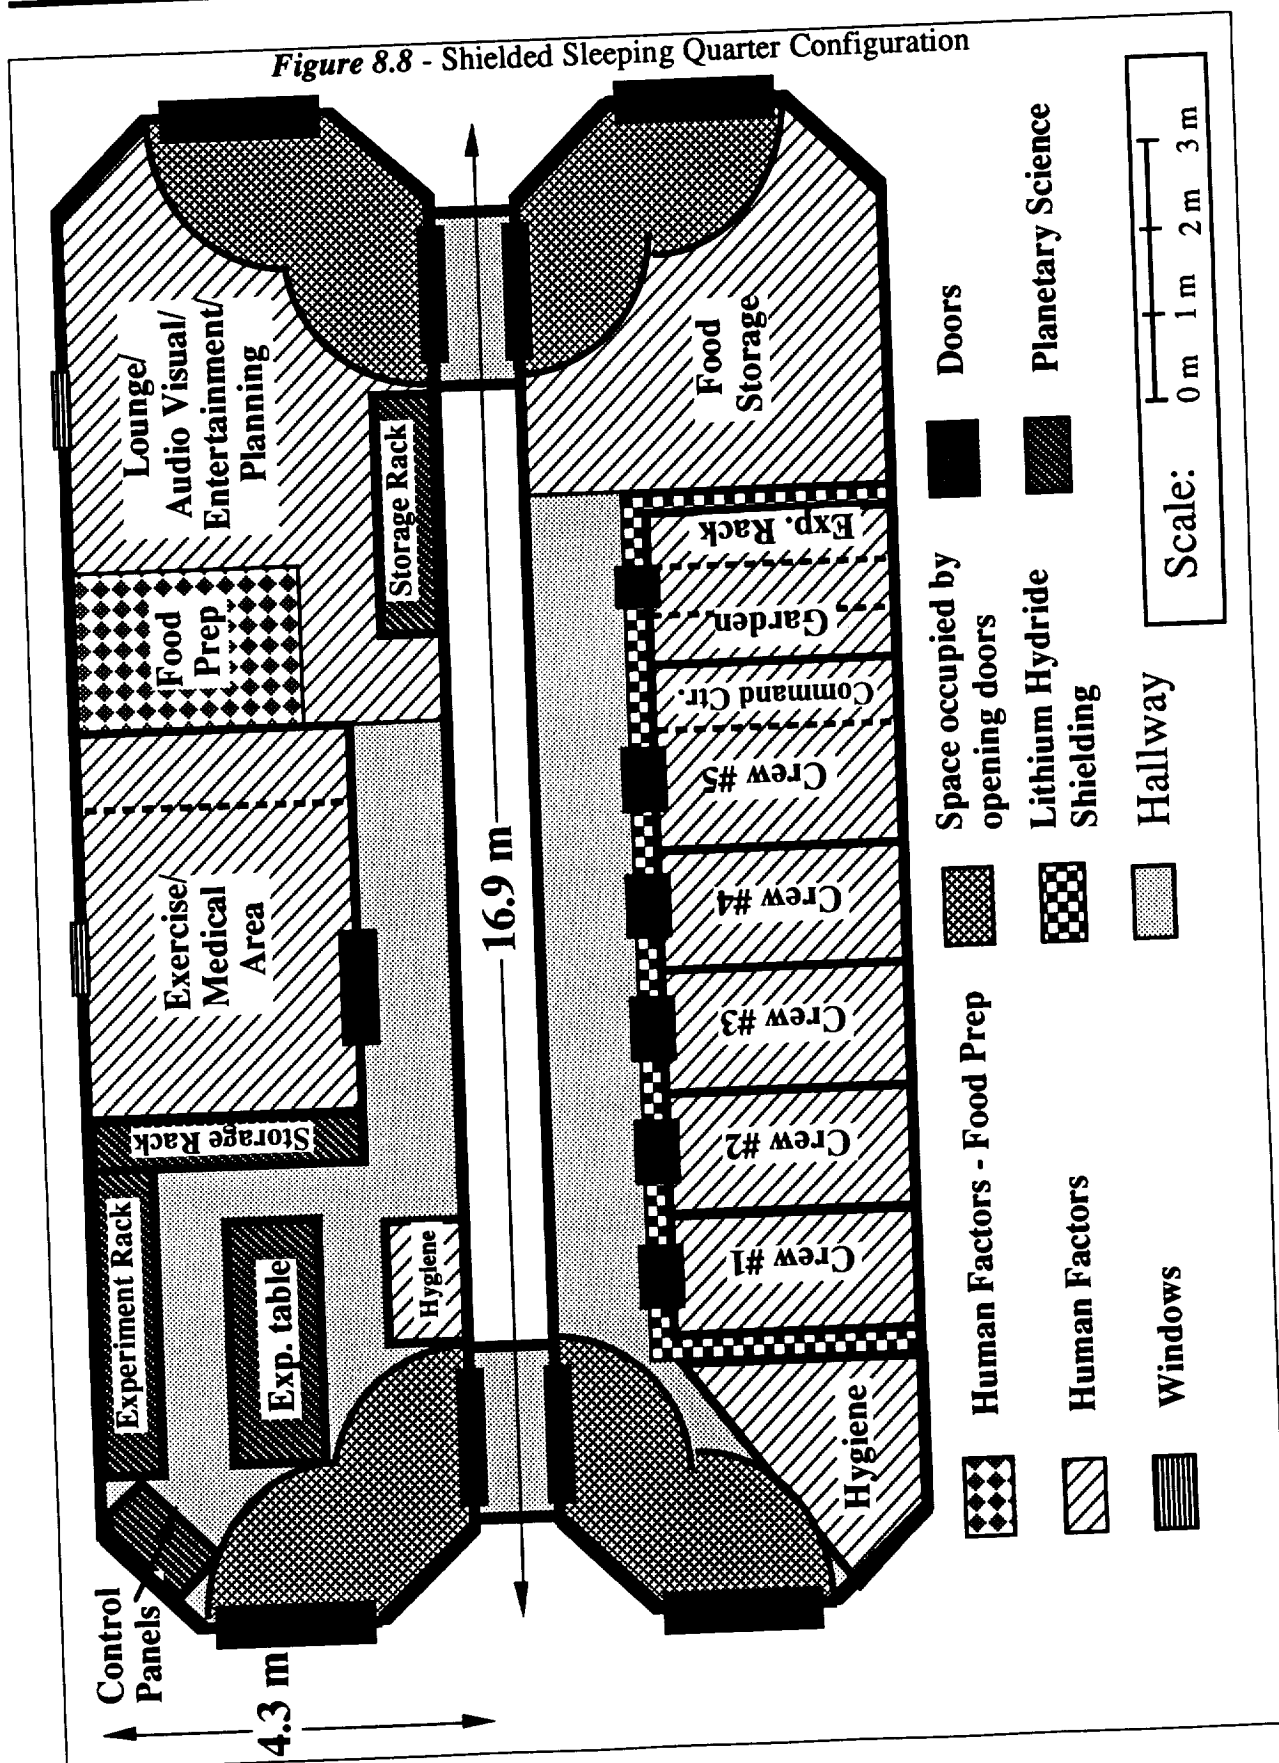 Figure 8.8 - Shielded Sleeping Quarter Configuration
Control
Panels
4.3 m
Experiment Rack
Exp. table
Hygiene
Storage Rack
Exercise/
Medical
Area
Food
Prep
Lounge/
Audio Visual/
Entertainment/
Planning
Storage Rack
16.9 m
Hygiene
Crew #1
Crew #2
Crew #3
Crew #4
Crew #5
Command Ctr.
Garden
Exp. Rack
Food
Storage
Human Factors - Food Prep
Human Factors
Windows
Space occupied by
opening doors
Lithium Hydride
Shielding
Hallway
Doors
Planetary Science
Scale:
0 m 1 m 2 m 3 m